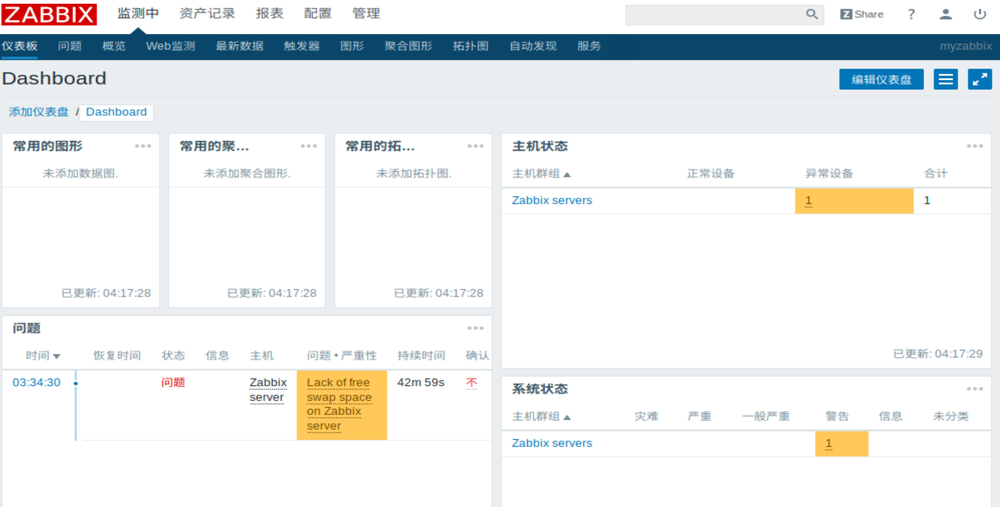 ZABBIX 监测中 资产记录 报表 配置 管理 Z Share ?
仪表板 问题 概览 Web监测 最新数据 触发器 图形 聚合图形 拓扑图 自动发现 服务 myzabbix
Dashboard 编辑仪表盘
添加仪表盘 / Dashboard
常用的图形
未添加数据图.
已更新: 04:17:28
常用的聚...
未添加聚合图形.
已更新: 04:17:28
常用的拓...
未添加拓扑图.
已更新: 04:17:28
主机状态
主机群组 正常设备 异常设备 合计
Zabbix servers 1 1
已更新: 04:17:29
问题
时间 恢复时间 状态 信息 主机 问题 • 严重性 持续时间 确认
03:34:30 问题 Zabbix Lack of free 42m 59s 不
server swap space
on Zabbix
server
系统状态
主机群组 灾难 严重 一般严重 警告 信息 未分类
Zabbix servers 1